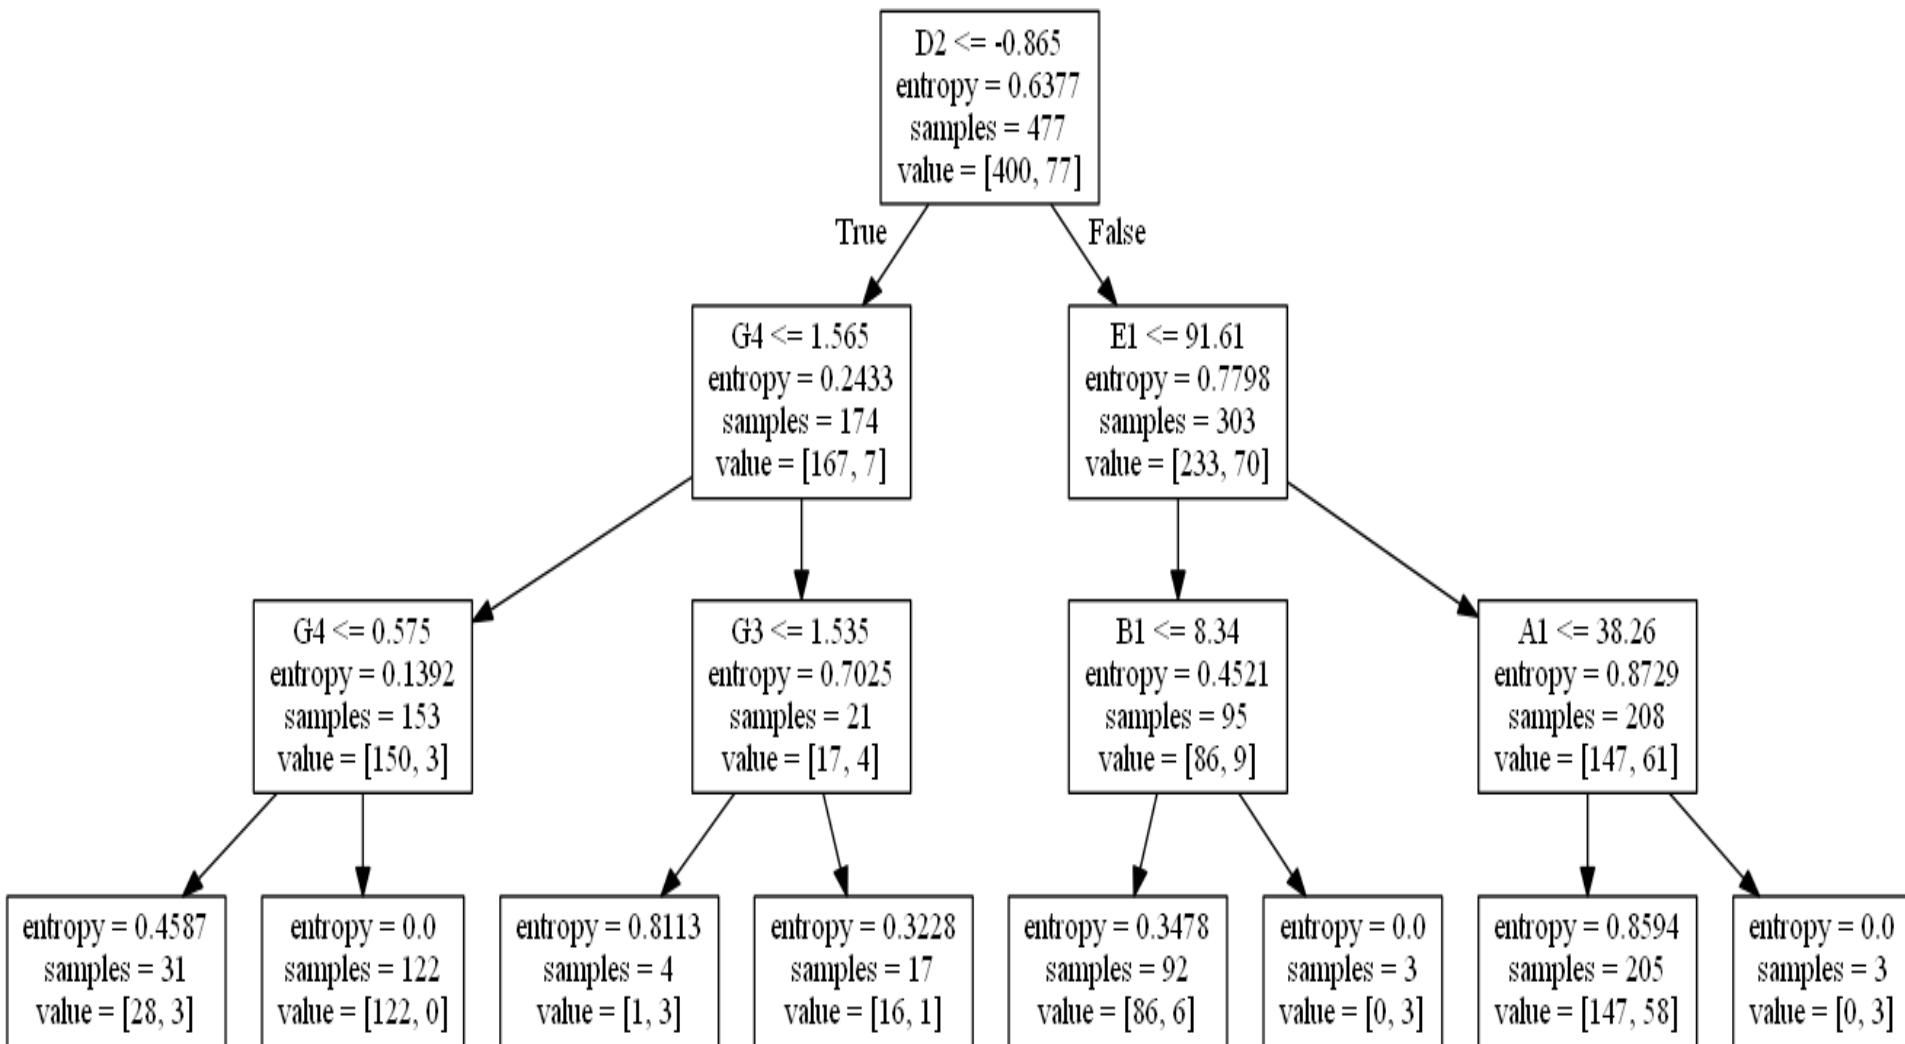 D2 <= -0.865
entropy = 0.6377
samples = 477
value = [400, 77]
True
False
G4 <= 1.565
entropy = 0.2433
samples = 174
value = [167, 7]
E1 <= 91.61
entropy = 0.7798
samples = 303
value = [233, 70]
G4 <= 0.575
entropy = 0.1392
samples = 153
value = [150, 3]
G3 <= 1.535
entropy = 0.7025
samples = 21
value = [17, 4]
B1 <= 8.34
entropy = 0.4521
samples = 95
value = [86, 9]
A1 <= 38.26
entropy = 0.8729
samples = 208
value = [147, 61]
entropy = 0.4587
samples = 31
value = [28, 3]
entropy = 0.0
samples = 122
value = [122, 0]
entropy = 0.8113
samples = 4
value = [1, 3]
entropy = 0.3228
samples = 17
value = [16, 1]
entropy = 0.3478
samples = 92
value = [86, 6]
entropy = 0.0
samples = 3
value = [0, 3]
entropy = 0.8594
samples = 205
value = [147, 58]
entropy = 0.0
samples = 3
value = [0, 3]